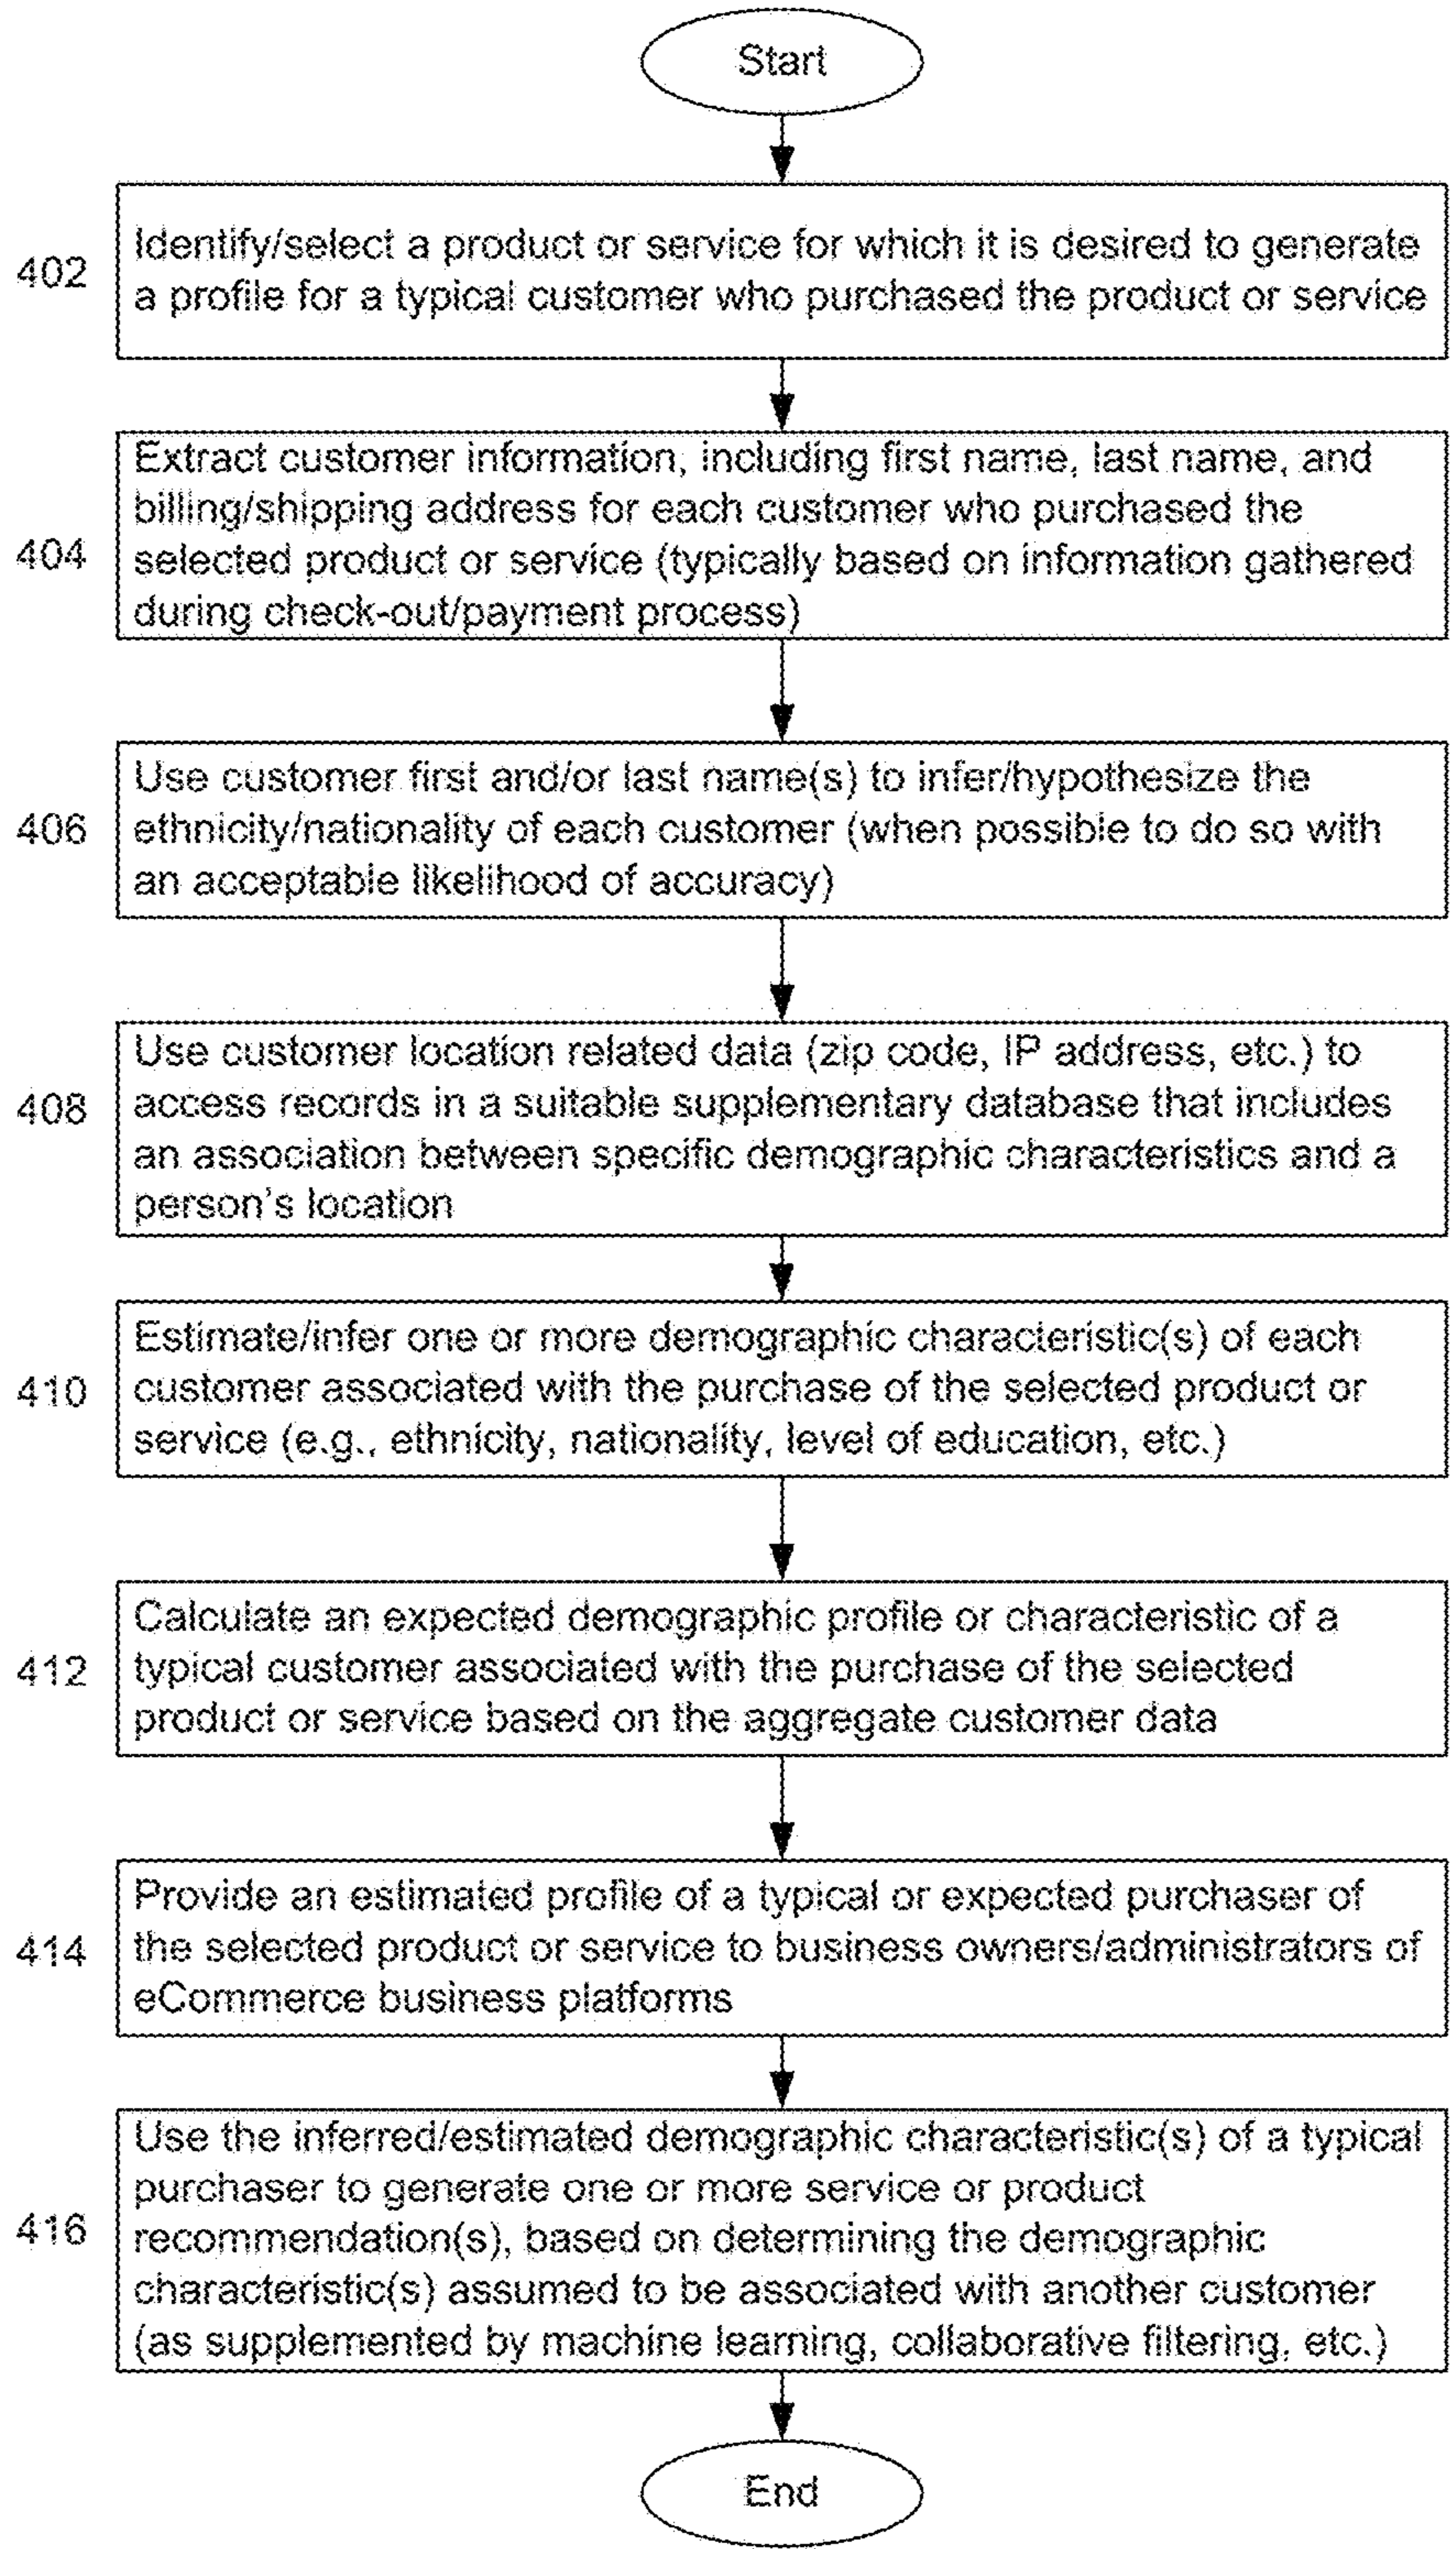 Start
402
Identify/select a product or service for which it is desired to generate
a profile for a typical customer who purchased the product or service
404
Extract customer information, including first name, last name, and
billing/shipping address for each customer who purchased the
selected product or service (typically based on information gathered
during check-out/payment process)
406
Use customer first and/or last name(s) to infer/hypothesize the
ethnicity/nationality of each customer (when possible to do so with
an acceptable likelihood of accuracy)
408
Use customer location related data (zip code, IP address, etc.) to
access records in a suitable supplementary database that includes
an association between specific demographic characteristics and a
person's location
410
Estimate/infer one or more demographic characteristic(s) of each
customer associated with the purchase of the selected product or
service (e.g., ethnicity, nationality, level of education, etc.)
412
Calculate an expected demographic profile or characteristic of a
typical customer associated with the purchase of the selected
product or service based on the aggregate customer data
414
Provide an estimated profile of a typical or expected purchaser of
the selected product or service to business owners/administrators of
eCommerce business platforms
416
Use the inferred/estimated demographic characteristic(s) of a typical
purchaser to generate one or more service or product
recommendation(s), based on determining the demographic
characteristic(s) assumed to be associated with another customer
(as supplemented by machine learning, collaborative filtering, etc.)
End